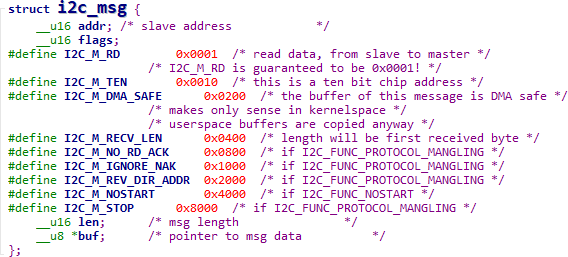 struct i2c_msg {
__u16 addr; /* slave address */
__u16 flags;
#define I2C_M_RD 0x0001 /* read data, from slave to master */
/* I2C_M_RD is guaranteed to be 0x0001! */
#define I2C_M_TEN 0x0010 /* this is a ten bit chip address */
#define I2C_M_DMA_SAFE 0x0200 /* the buffer of this message is DMA safe */
/* makes only sense in kernelspace */
/* userspace buffers are copied anyway */
#define I2C_M_RECV_LEN 0x0400 /* length will be first received byte */
#define I2C_M_NO_RD_ACK 0x0800 /* if I2C_FUNC_PROTOCOL_MANGLING */
#define I2C_M_IGNORE_NAK 0x1000 /* if I2C_FUNC_PROTOCOL_MANGLING */
#define I2C_M_REV_DIR_ADDR 0x2000 /* if I2C_FUNC_PROTOCOL_MANGLING */
#define I2C_M_NOSTART 0x4000 /* if I2C_FUNC_NOSTART */
#define I2C_M_STOP 0x8000 /* if I2C_FUNC_PROTOCOL_MANGLING */
__u16 len; /* msg length */
__u8 *buf; /* pointer to msg data */
};